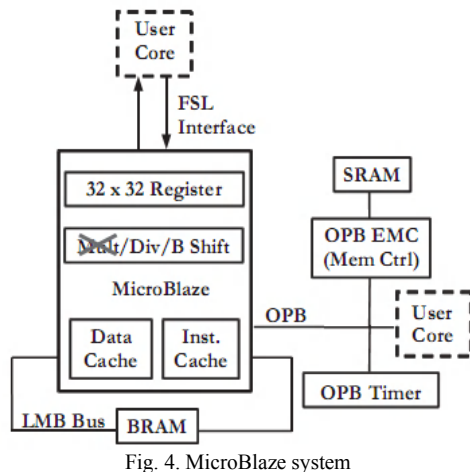 User
Core
FSL
Interface
32 x 32 Register
Mult/Div/B Shift
MicroBlaze
Data
Cache
Inst.
Cache
LMB Bus
BRAM
OPB
SRAM
OPB EMC
(Mem Ctrl)
User
Core
OPB Timer
Fig. 4. MicroBlaze system